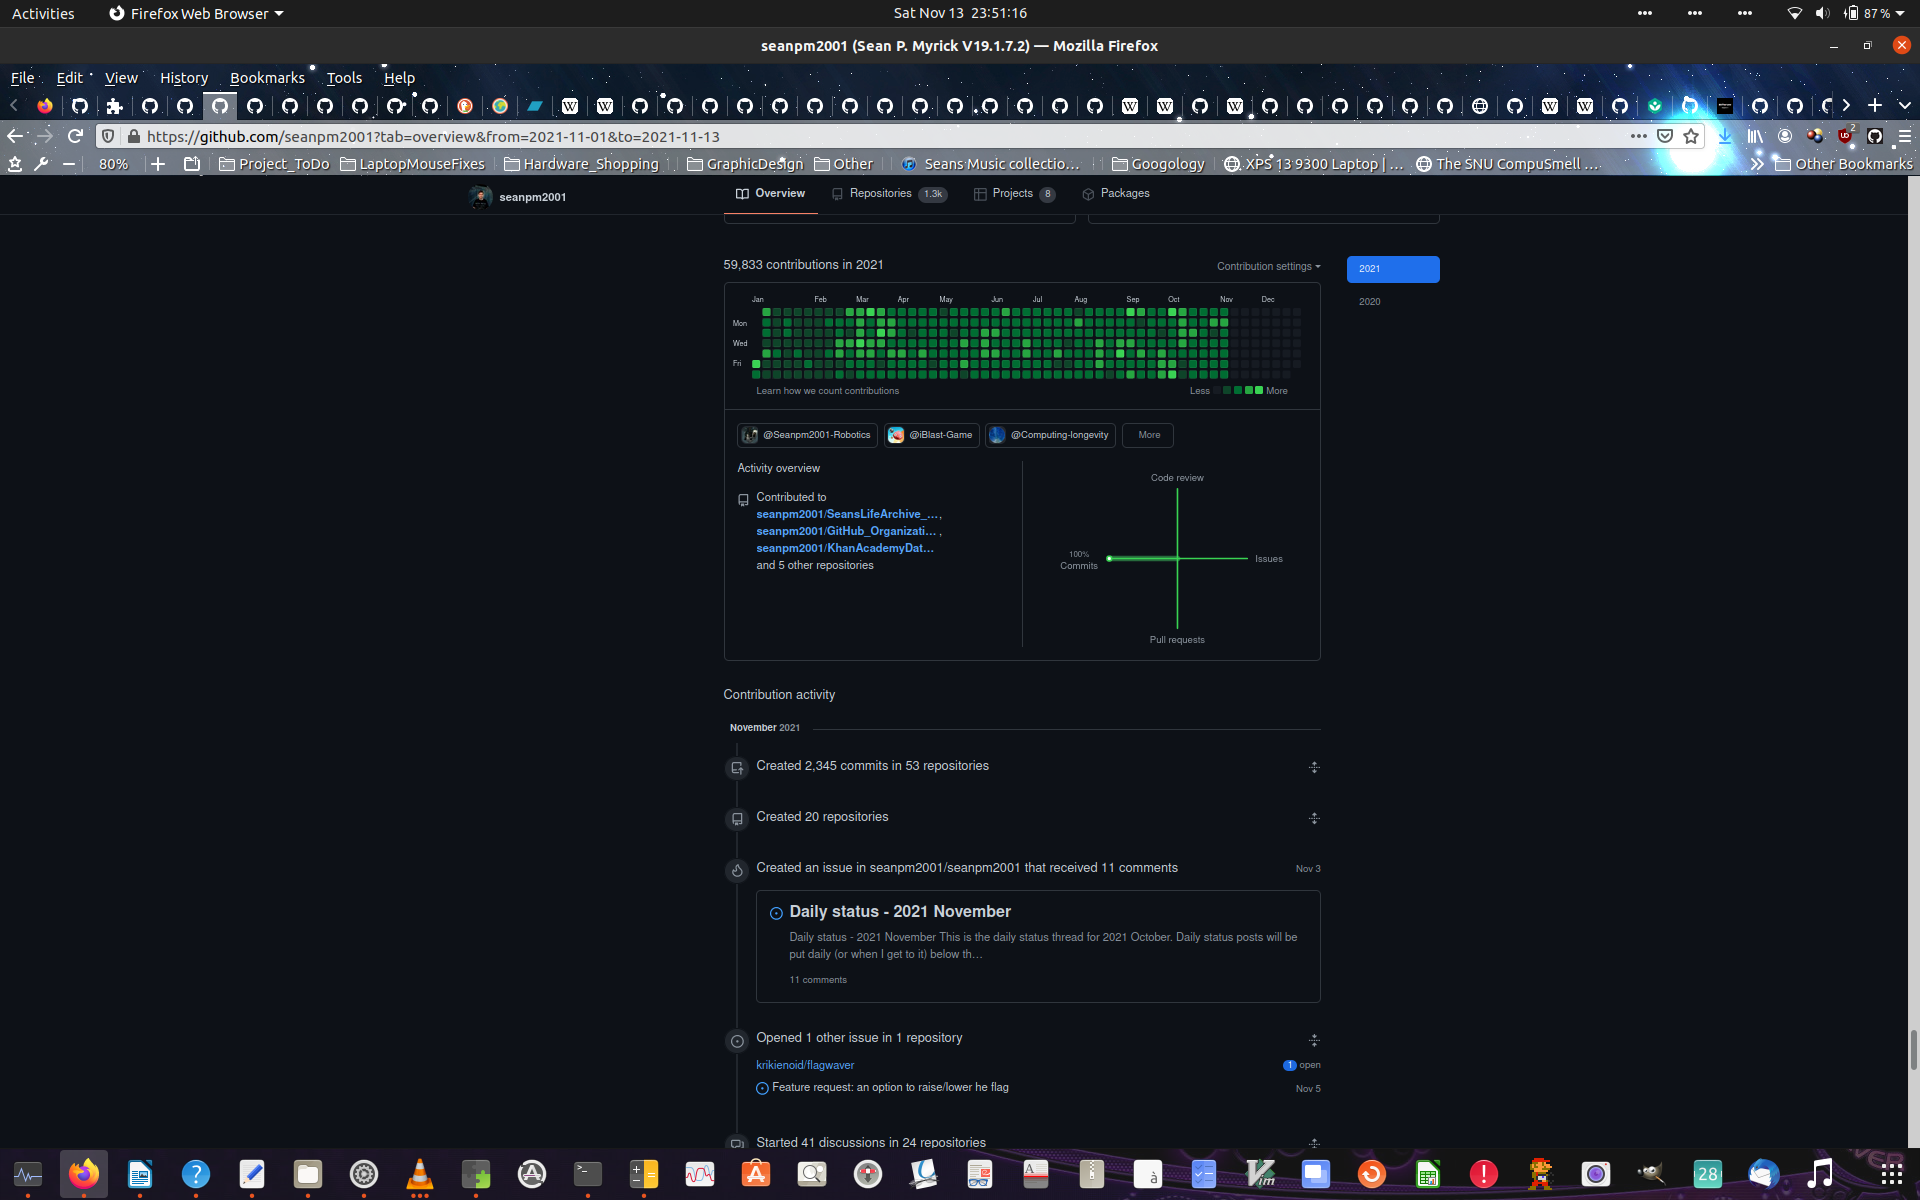 Activities
Firefox Web Browser
Sat Nov 13 23:51:16
87 %
seanpm2001 (Sean P. Myrick V19.1.7.2) — Mozilla Firefox
File Edit View History Bookmarks Tools Help
https://github.com/seanpm2001?tab=overview&from=2021-11-01&to=2021-11-13
2
80%
Project_ToDo
LaptopMouseFixes
Hardware_Shopping
GraphicDesign
Other
Seans Music collectio…
Googology
XPS 13 9300 Laptop | …
The SNU CompuSmell …
Other Bookmarks
seanpm2001
Overview
Repositories 1.3k
Projects 8
Packages
59,833 contributions in 2021
Contribution settings
2021
2020
Jan Feb Mar Apr May Jun Jul Aug Sep Oct Nov Dec
Mon
Wed
Fri
Learn how we count contributions
Less More
@Seanpm2001-Robotics
@iBlast-Game
@Computing-longevity
More
Activity overview
Contributed to
seanpm2001/SeansLifeArchive_…,
seanpm2001/GitHub_Organizati… ,
seanpm2001/KhanAcademyDat…
and 5 other repositories
Code review
100%
Commits
Issues
Pull requests
Contribution activity
November 2021
Created 2,345 commits in 53 repositories
Created 20 repositories
Created an issue in seanpm2001/seanpm2001 that received 11 comments
Nov 3
Daily status - 2021 November
Daily status - 2021 November This is the daily status thread for 2021 October. Daily status posts will be
put daily (or when I get to it) below th…
11 comments
Opened 1 other issue in 1 repository
krikienoid/flagwaver
1 open
Feature request: an option to raise/lower he flag
Nov 5
Started 41 discussions in 24 repositories
28